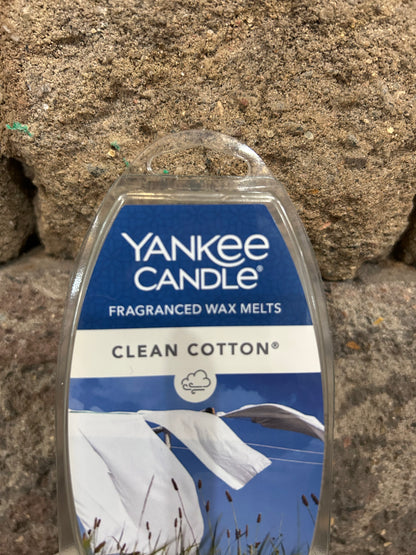 YANKEE
CANDLE®
FRAGRANCED WAX MELTS
CLEAN COTTON®